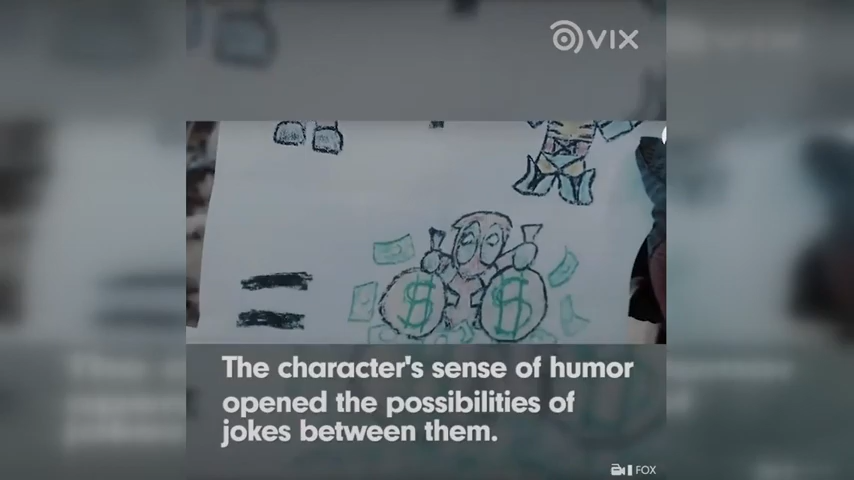 VIX
$ $
The character's sense of humor
opened the possibilities of
jokes between them.
FOX